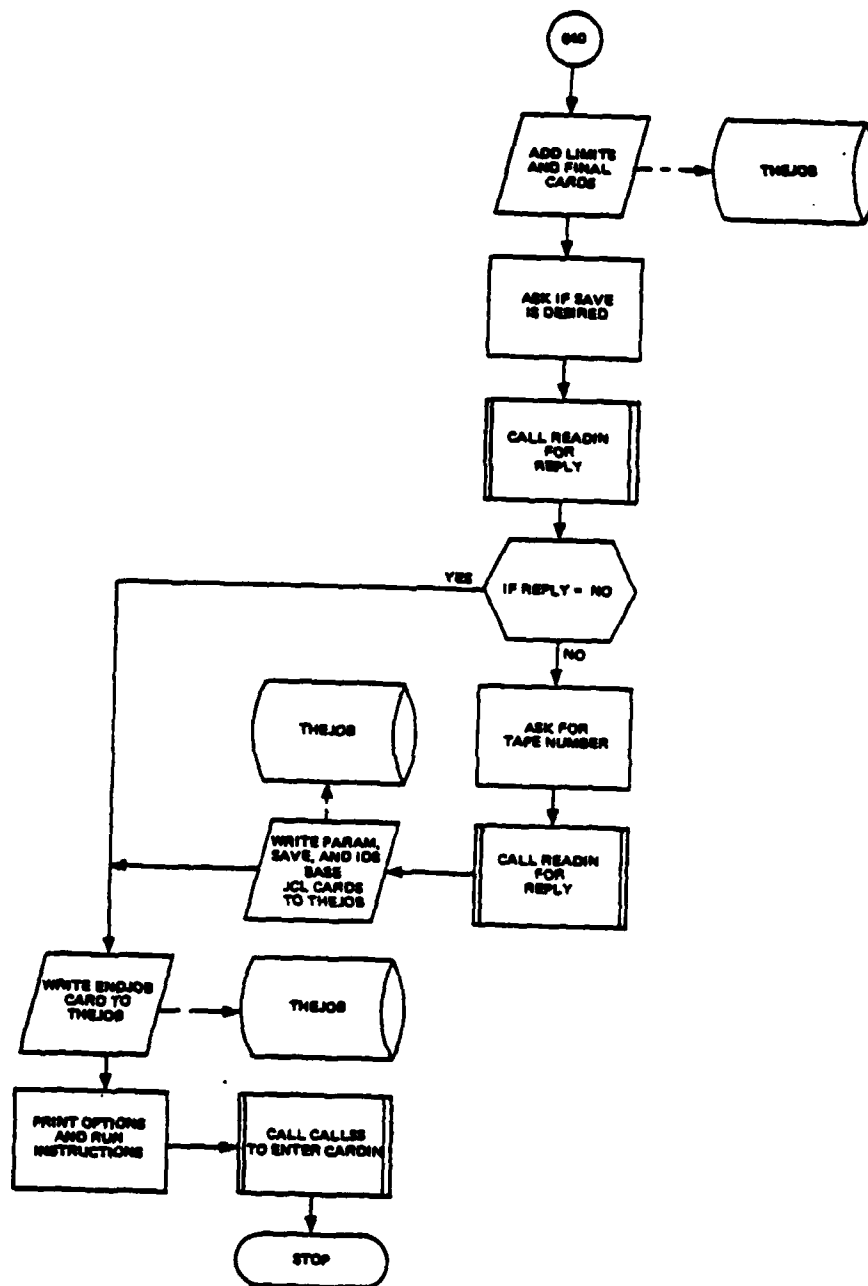 640
ADD LIMITS
AND FINAL
CARDS
THEJOB
ASK IF SAVE
IS DESIRED
CALL READIN
FOR
REPLY
YES
IF REPLY = NO
NO
THEJOB
ASK FOR
TAPE NUMBER
WRITE PARAM,
SAVE, AND IDS
BASE
JCL CARDS
TO THEJOB
CALL READIN
FOR
REPLY
WRITE ENDJOB
CARD TO
THEJOB
THEJOB
PRINT OPTIONS
AND RUN
INSTRUCTIONS
CALL CALLSS
TO ENTER CARDIN
STOP